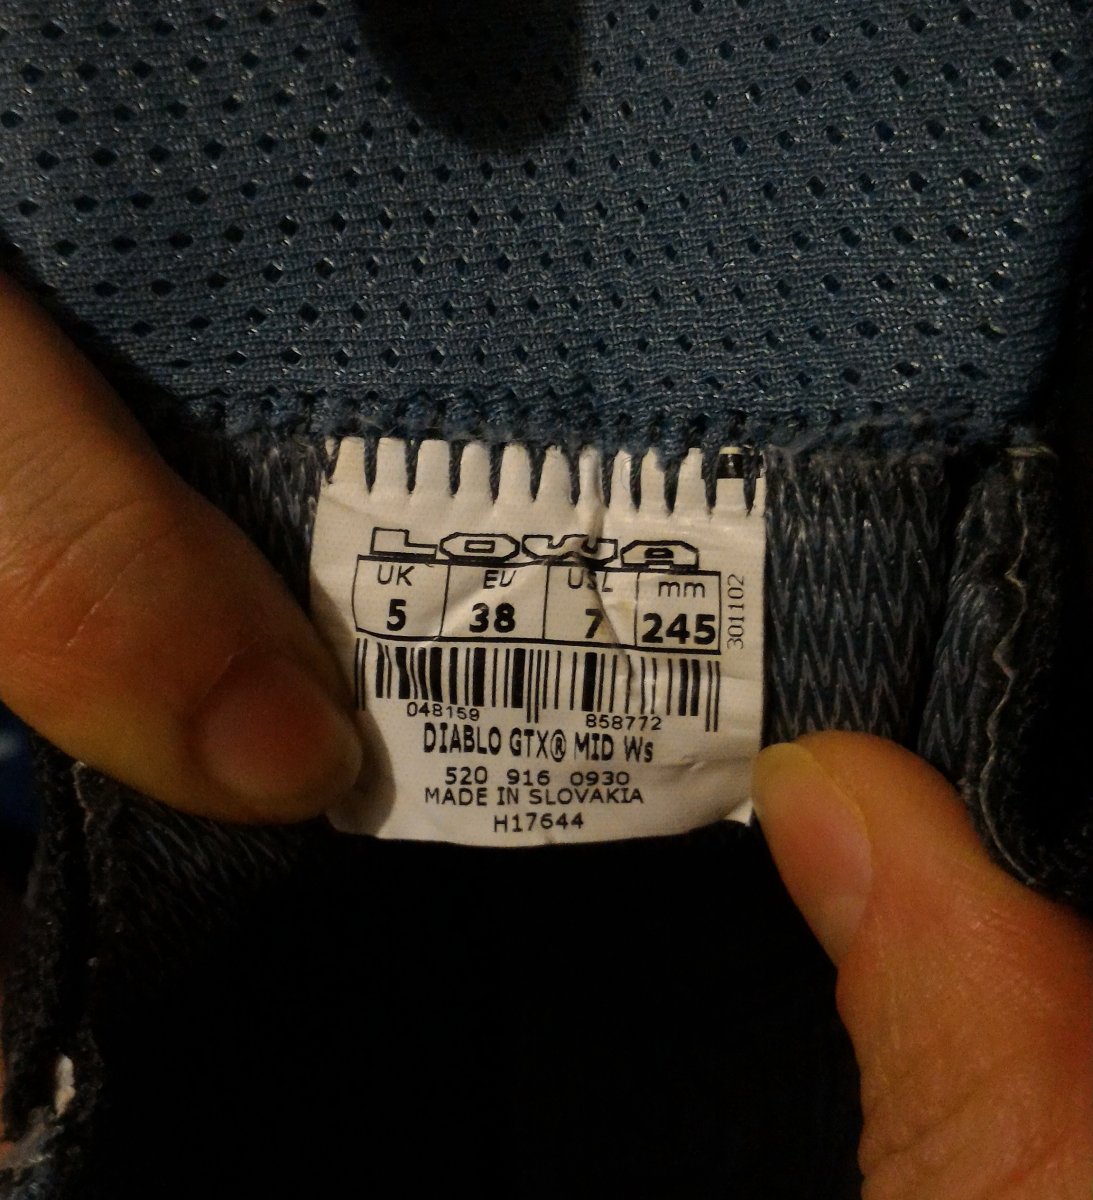 LOWA
UK EU USL mm
5 38 7 245
301102
048159 858772
DIABLO GTX® MID Ws
520 916 0930
MADE IN SLOVAKIA
H17644